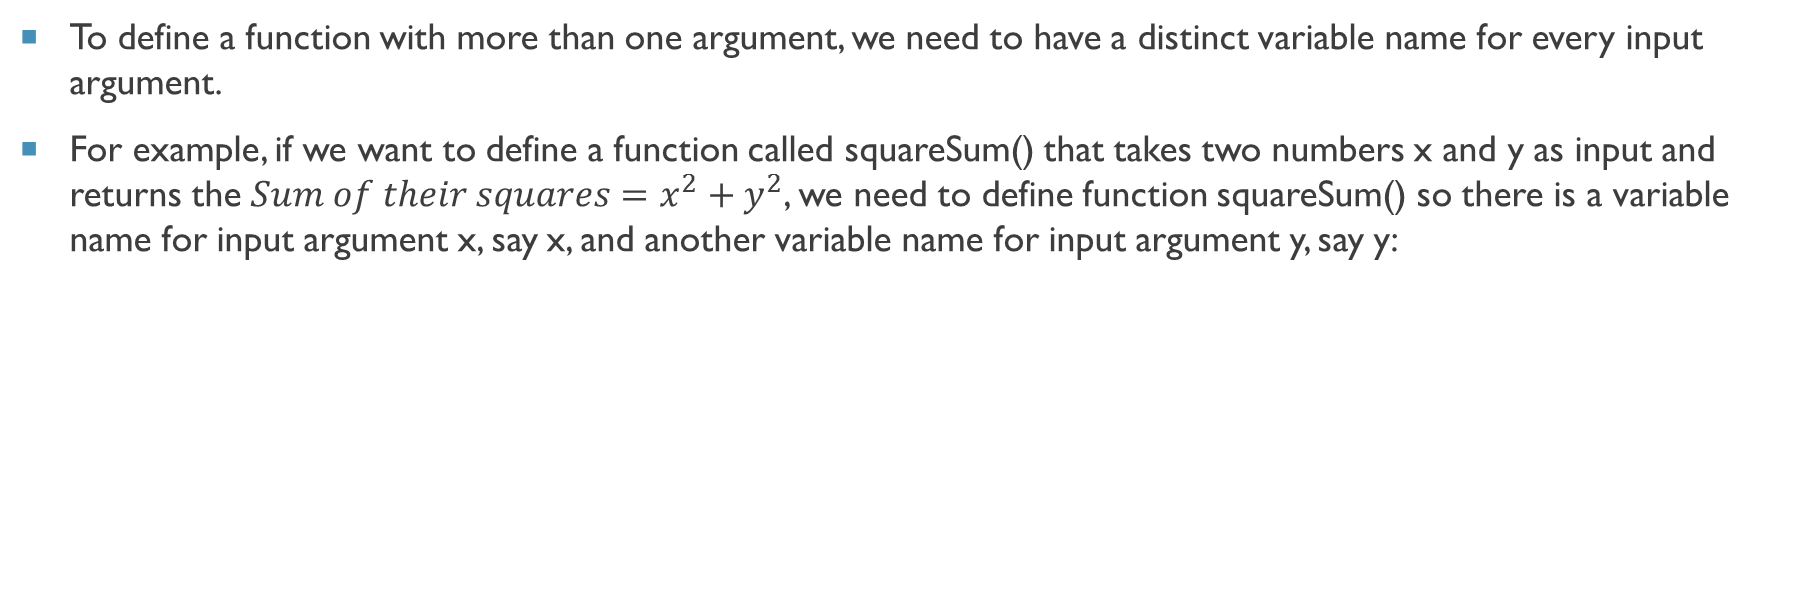 To define a function with more than one argument, we need to have a distinct variable name for every input
argument.
For example, if we want to define a function called squareSum() that takes two numbers x and y as input and
returns the Sum of their squares = x² + y², we need to define function squareSum() so there is a variable
name for input argument x, say x, and another variable name for input argument y, say y: